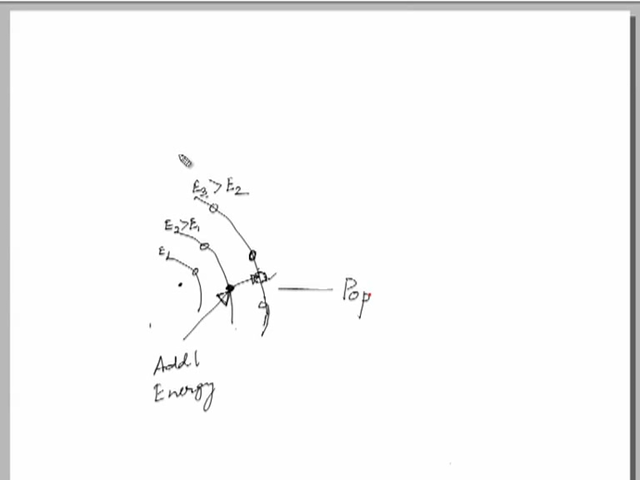 E3 > E2
E2 > E1
E1
Pop
Addl
Energy